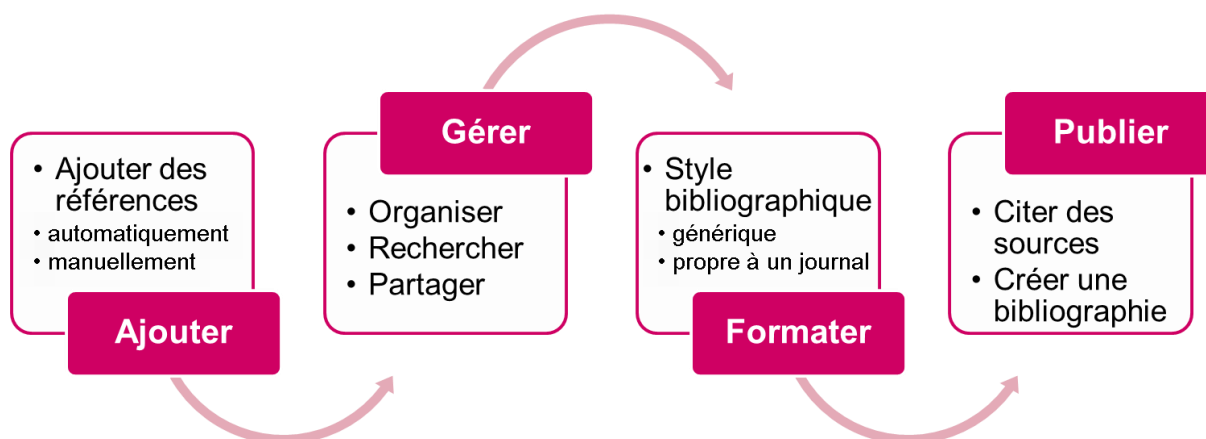 • Ajouter des
références
• automatiquement
• manuellement
Ajouter
Gérer
• Organiser
• Rechercher
• Partager
• Style
bibliographique
• générique
• propre à un journal
Formater
Publier
• Citer des
sources
• Créer une
bibliographie